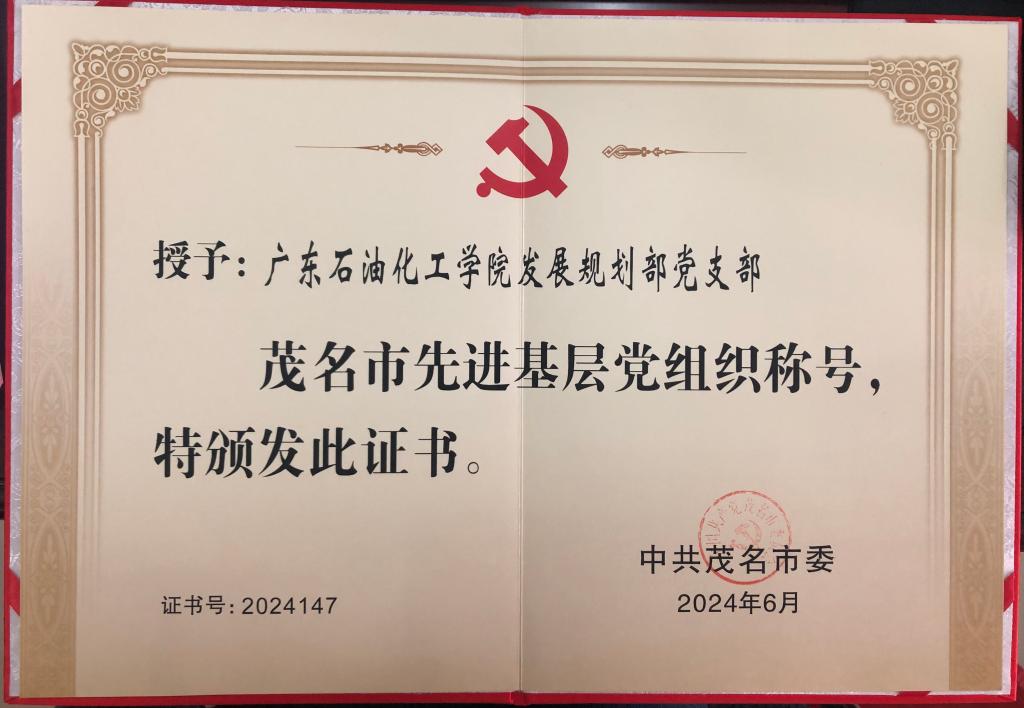 授予：广东石油化工学院发展规划部党支部
茂名市先进基层党组织称号，
特颁发此证书。
中共茂名市委
2024年6月
证书号：2024147